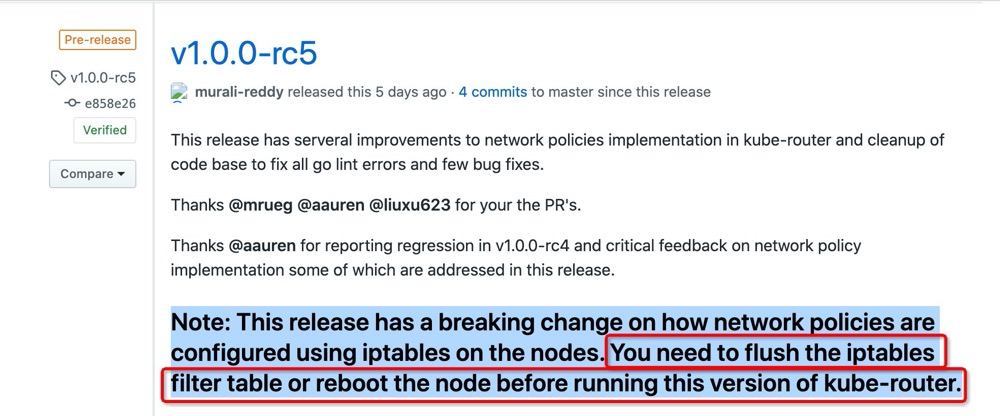 Pre-release
v1.0.0-rc5
e858e26
Verified
Compare
v1.0.0-rc5
murali-reddy released this 5 days ago · 4 commits to master since this release
This release has serveral improvements to network policies implementation in kube-router and cleanup of
code base to fix all go lint errors and few bug fixes.
Thanks @mrueg @aauren @liuxu623 for your the PR's.
Thanks @aauren for reporting regression in v1.0.0-rc4 and critical feedback on network policy
implementation some of which are addressed in this release.
Note: This release has a breaking change on how network policies are
configured using iptables on the nodes. You need to flush the iptables
filter table or reboot the node before running this version of kube-router.